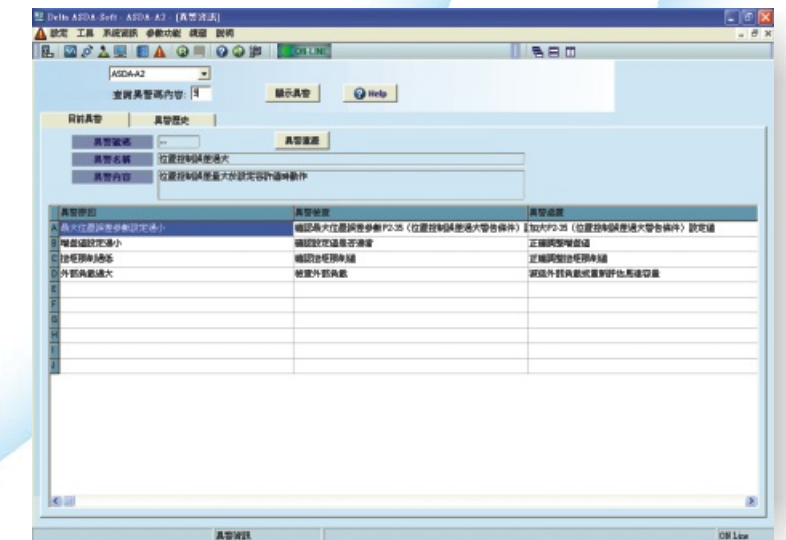 Delta ASDA-Soft - ASDA-A2 - [異警資訊]
設定 工具 系統資訊 參數功能 視窗 說明
ON LINE
ASDA-A2
查詢異警碼內容: 9
顯示異警
Help
目前異警 異警歷史
異警號碼 -- 異警重置
異警名稱 位置控制誤差過大
異警內容 位置控制誤差量大於設定容許值時動作
異警原因 異警檢查 異警處置
A 最大位置誤差參數設定過小 確認最大位置誤差參數P2-35（位置控制誤差過大警告條件） 加大P2-35（位置控制誤差過大警告條件）設定值
B 增益值設定過小 確認設定值是否適當 正確調整增益值
C 扭矩限制過低 確認扭矩限制值 正確調整扭矩限制值
D 外部負載過大 檢查外部負載 減低外部負載或重新評估馬達容量
E
F
G
H
I
J
異警資訊 ON Line